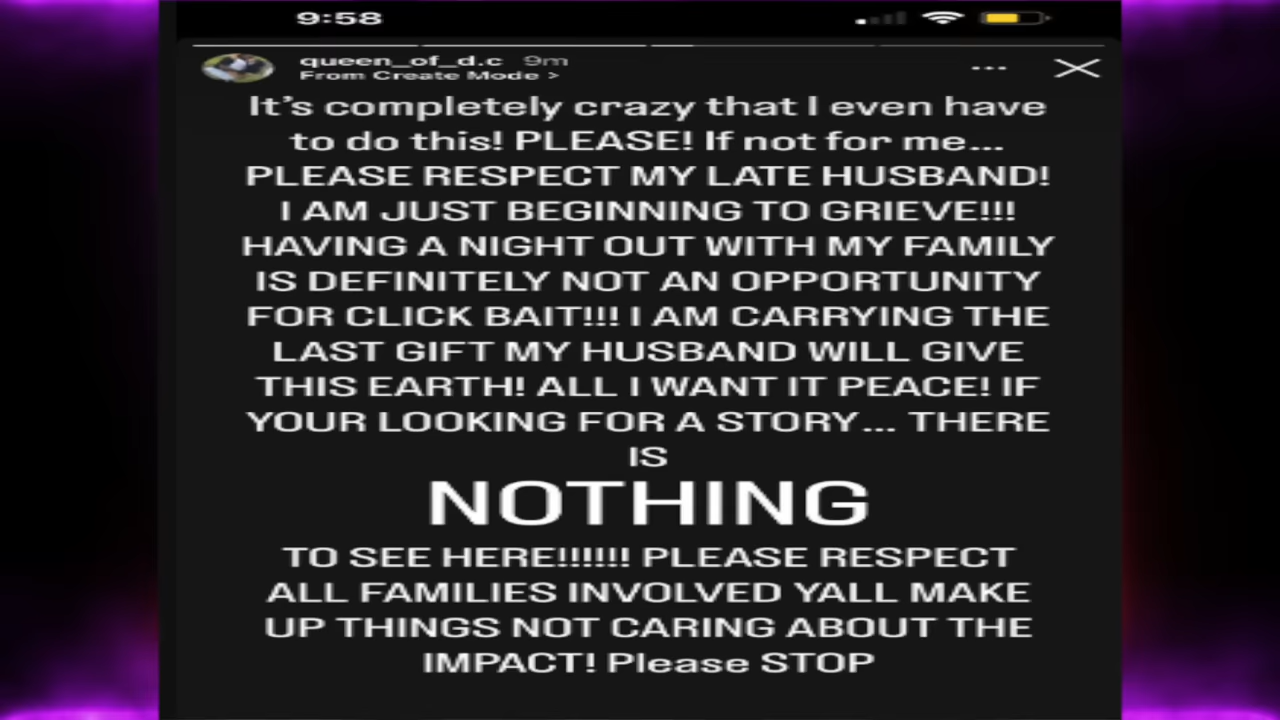 9:58
queen_of_d.c 9m
From Create Mode >
It's completely crazy that I even have
to do this! PLEASE! If not for me...
PLEASE RESPECT MY LATE HUSBAND!
I AM JUST BEGINNING TO GRIEVE!!!
HAVING A NIGHT OUT WITH MY FAMILY
IS DEFINITELY NOT AN OPPORTUNITY
FOR CLICK BAIT!!! I AM CARRYING THE
LAST GIFT MY HUSBAND WILL GIVE
THIS EARTH! ALL I WANT IT PEACE! IF
YOUR LOOKING FOR A STORY... THERE
IS
NOTHING
TO SEE HERE!!!!!! PLEASE RESPECT
ALL FAMILIES INVOLVED YALL MAKE
UP THINGS NOT CARING ABOUT THE
IMPACT! Please STOP